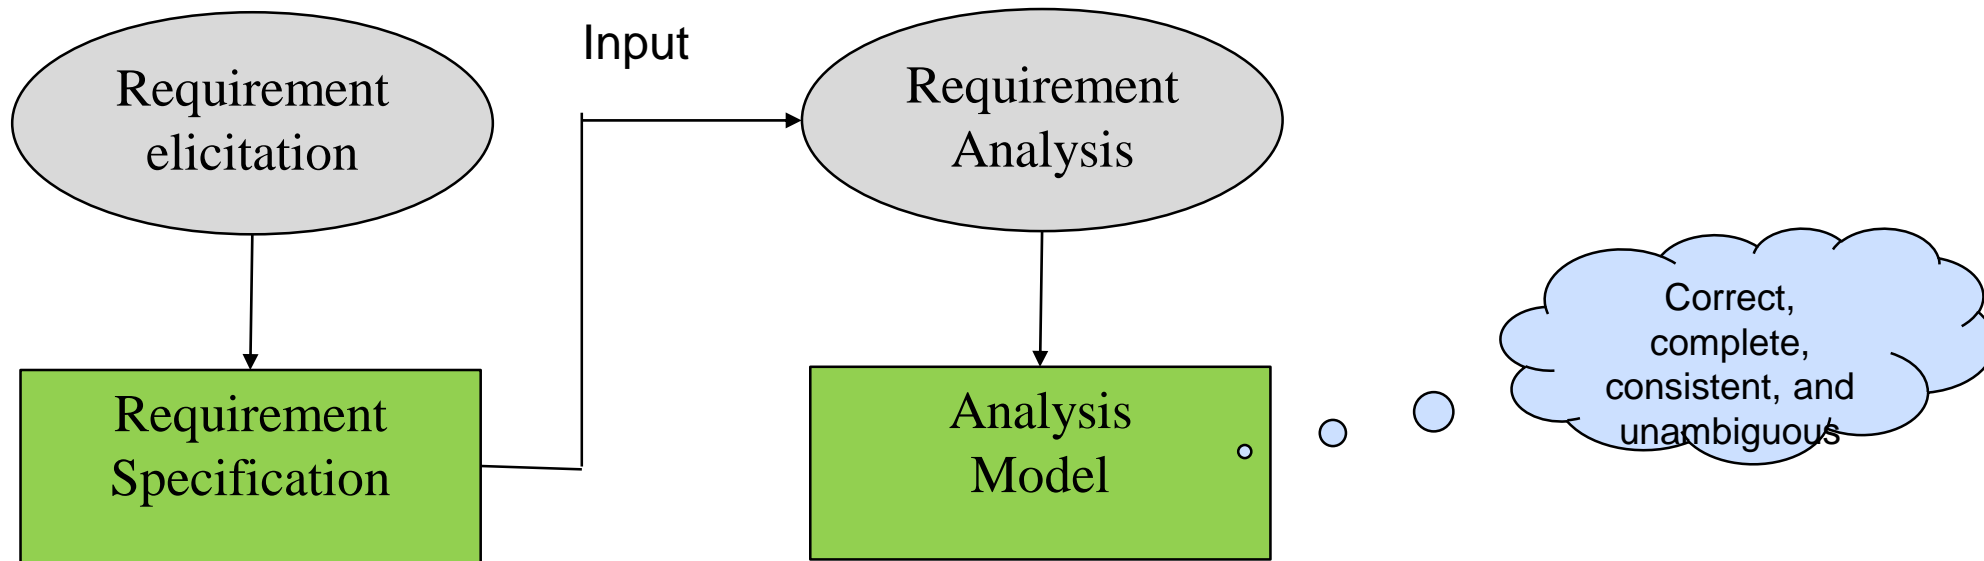 Input
Requirement
elicitation
Requirement
Analysis
Requirement
Specification
Analysis
Model
Correct,
complete,
consistent, and
unambiguous